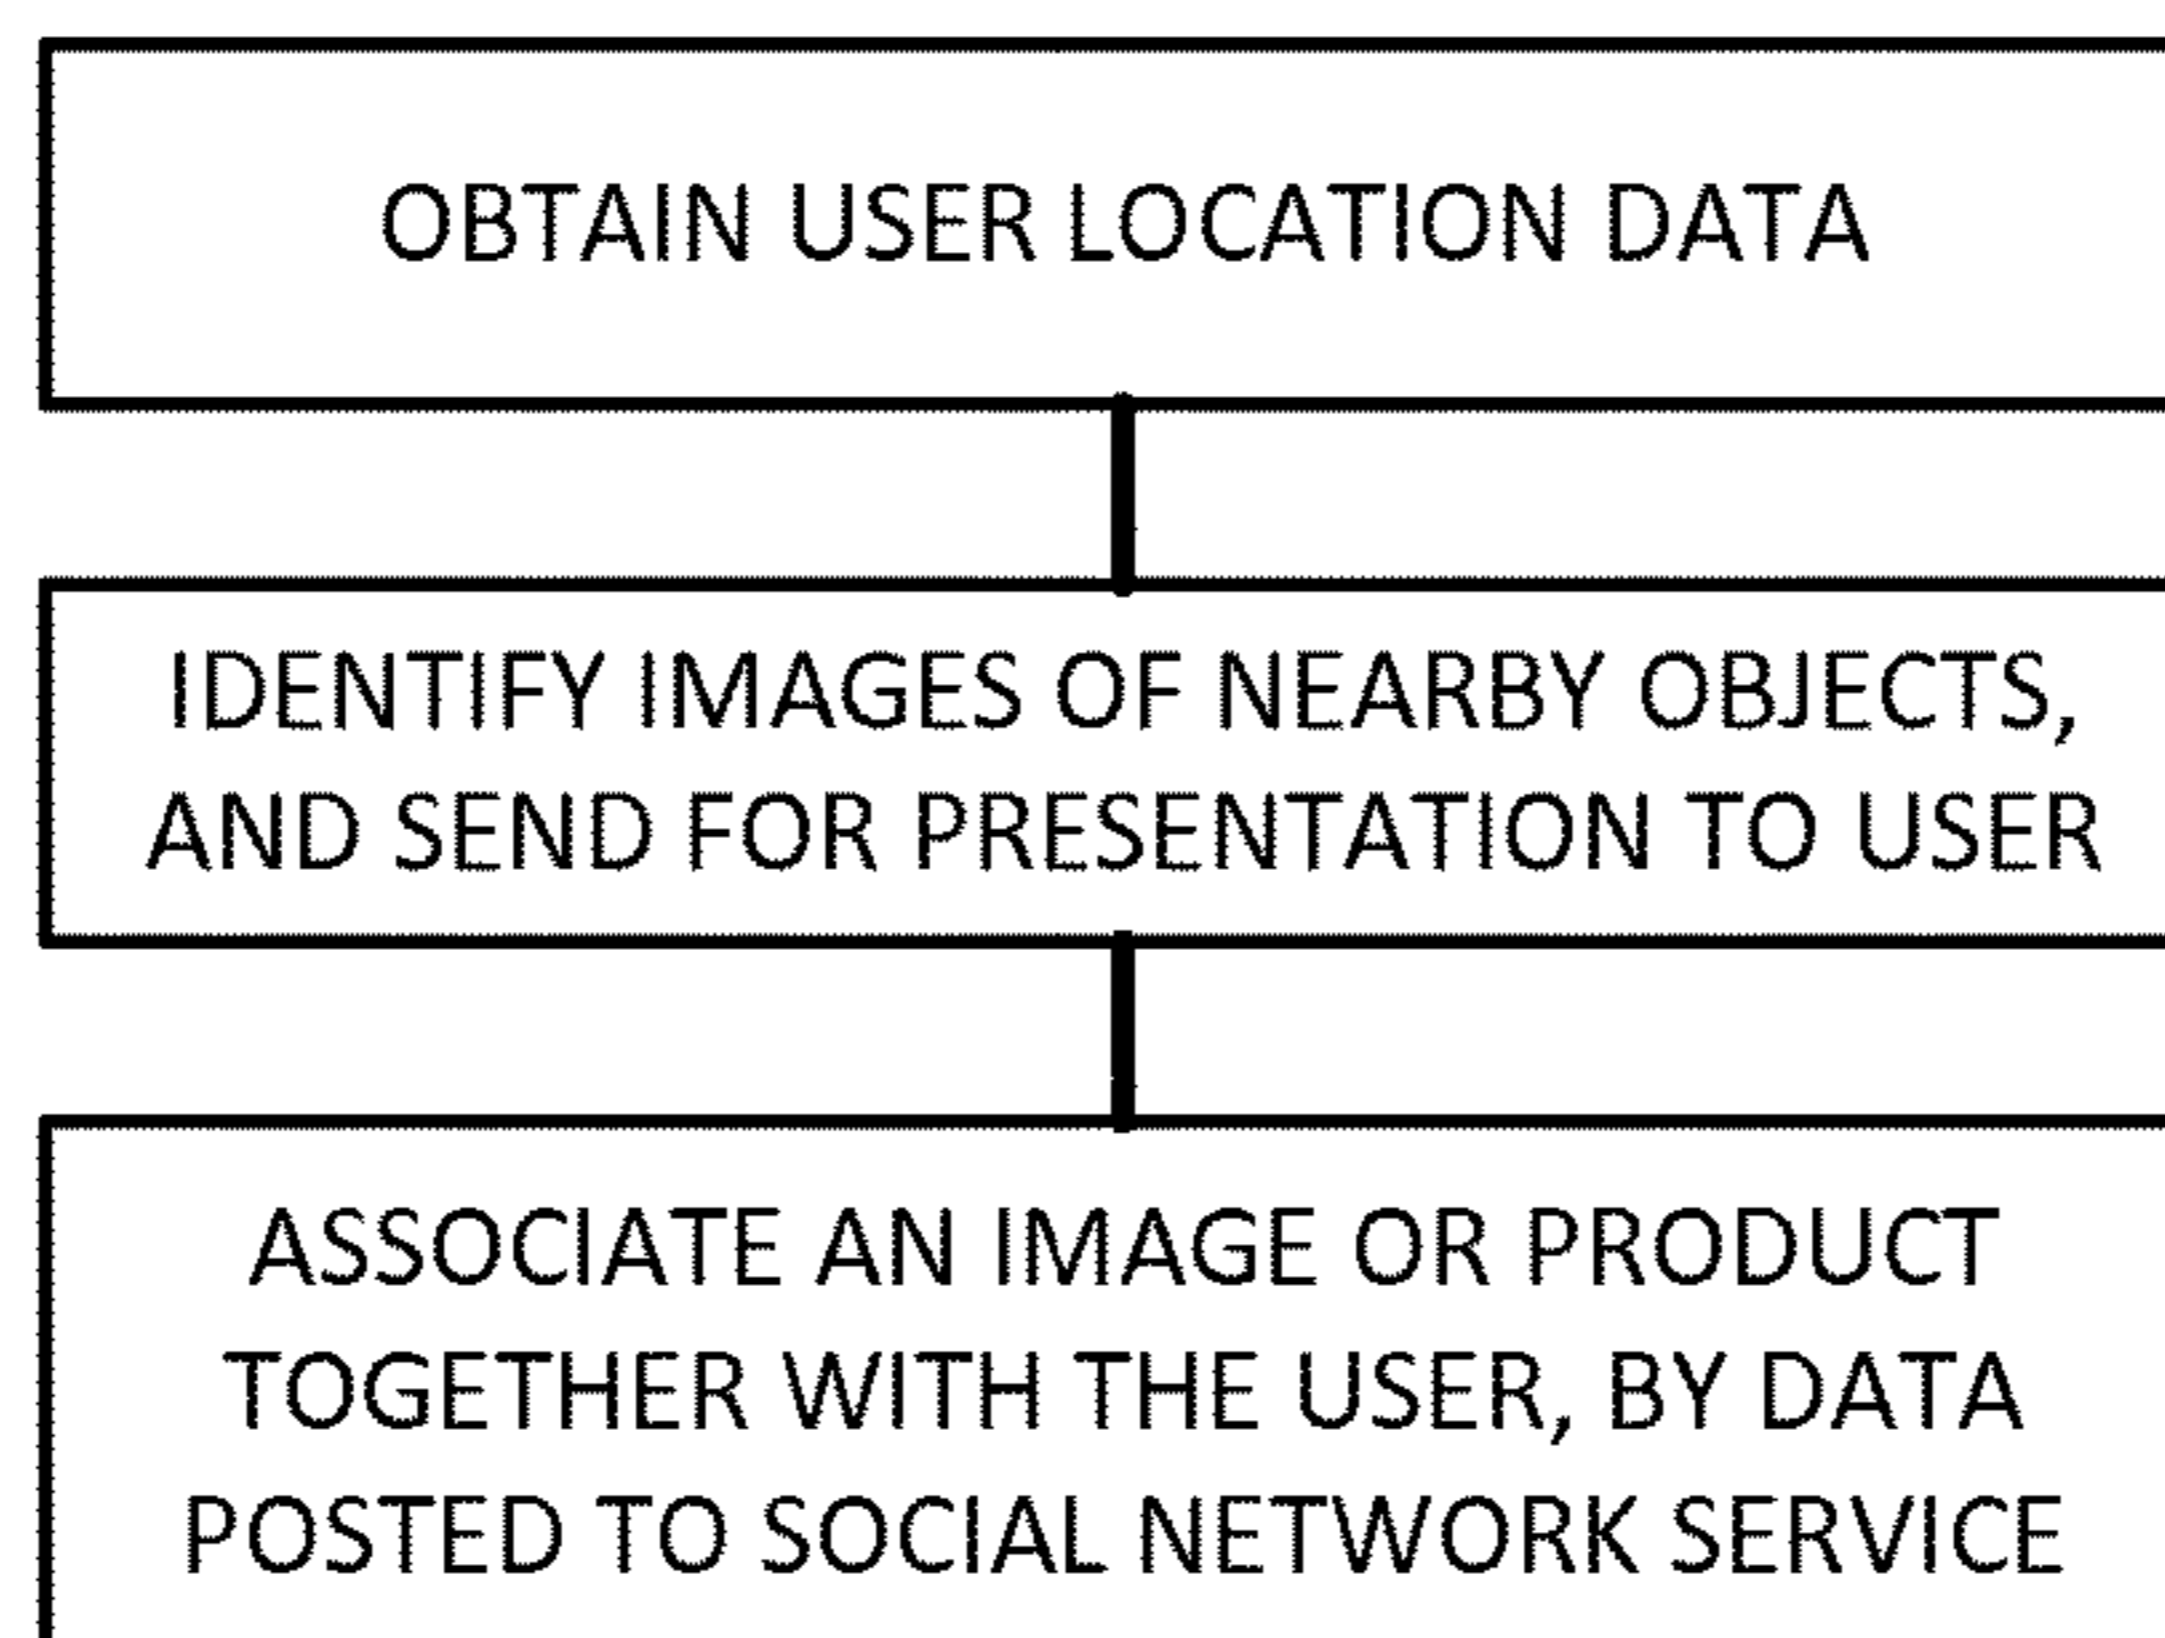 OBTAIN USER LOCATION DATA
IDENTIFY IMAGES OF NEARBY OBJECTS,
AND SEND FOR PRESENTATION TO USER
ASSOCIATE AN IMAGE OR PRODUCT
TOGETHER WITH THE USER, BY DATA
POSTED TO SOCIAL NETWORK SERVICE